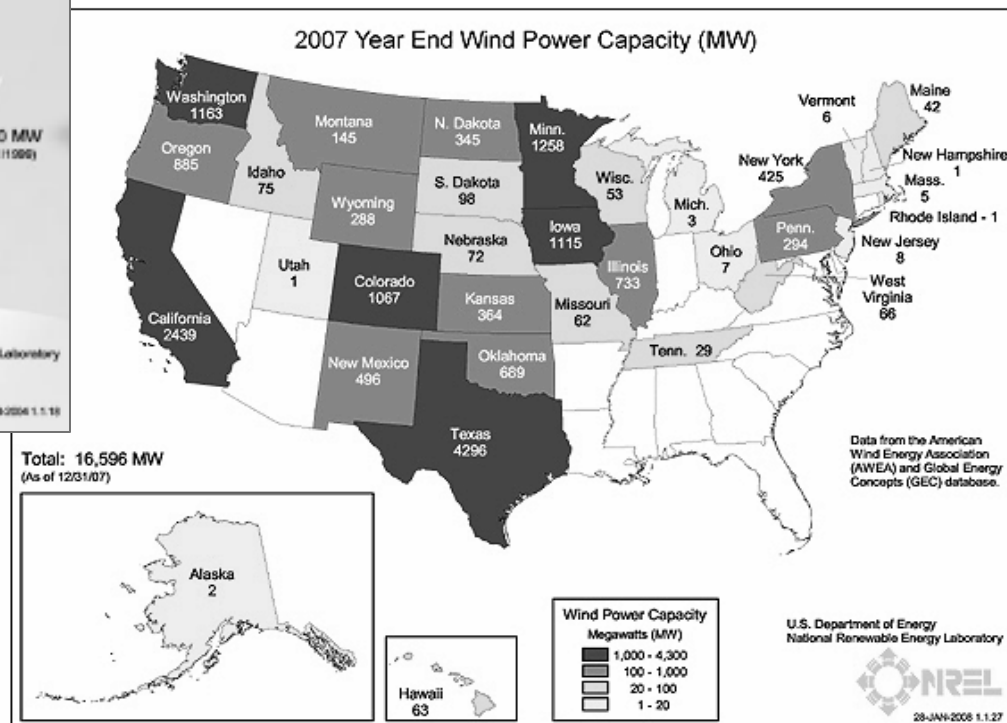 2007 Year End Wind Power Capacity (MW)
0 MW
Laboratory
Washington
1163
Oregon
885
California
2439
Idaho
75
Montana
145
Wyoming
288
Utah
1
Colorado
1067
New Mexico
496
N. Dakota
345
S. Dakota
98
Nebraska
72
Kansas
364
Oklahoma
689
Texas
4296
Minn.
1258
Iowa
1115
Missouri
62
Wisc.
53
Illinois
733
Mich.
3
Ohio
7
Tenn. 29
Penn.
294
New York
425
Vermont
6
Maine
42
New Hampshire
1
Mass.
5
Rhode Island - 1
New Jersey
8
West
Virginia
66
Total: 16,596 MW
(As of 12/31/07)
Alaska
2
Hawaii
63
Data from the American
Wind Energy Association
(AWEA) and Global Energy
Concepts (GEC) database.
Wind Power Capacity
Megawatts (MW)
1,000 - 4,300
100 - 1,000
20 - 100
1 - 20
U.S. Department of Energy
National Renewable Energy Laboratory
NREL
28-JAN-2008 1.1.27